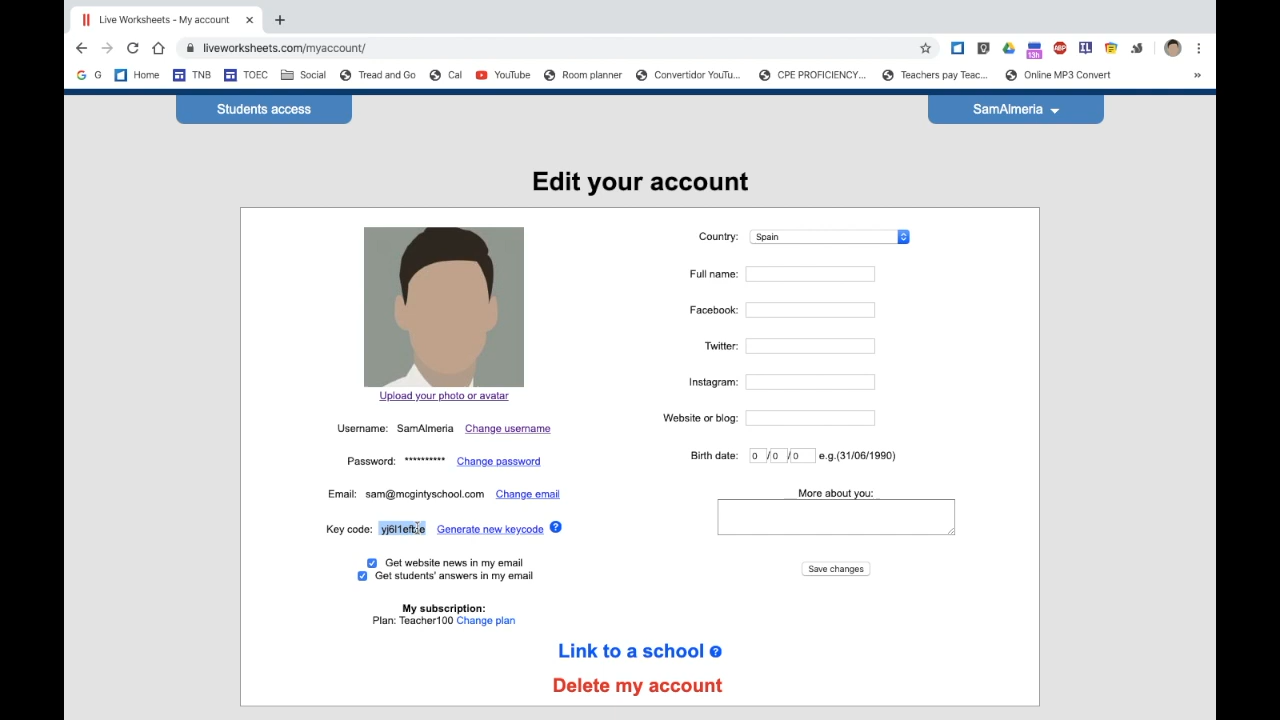 Live Worksheets - My account
liveworksheets.com/myaccount/
13h
ABP
IL
G Home TNB TOEC Social Tread and Go Cal YouTube Room planner Convertidor YouTu... CPE PROFICIENCY... Teachers pay Teac... Online MP3 Convert »
Students access
SamAlmeria
Edit your account
Upload your photo or avatar
Username: SamAlmeria Change username
Password: ********** Change password
Email: sam@mcgintyschool.com Change email
Key code: Generate new keycode ?
Get website news in my email
Get students' answers in my email
My subscription:
Plan: Teacher100 Change plan
Country: Spain
Full name:
Facebook:
Twitter:
Instagram:
Website or blog:
Birth date: 0 / 0 / 0 e.g.(31/06/1990)
More about you:
Save changes
Link to a school ?
Delete my account